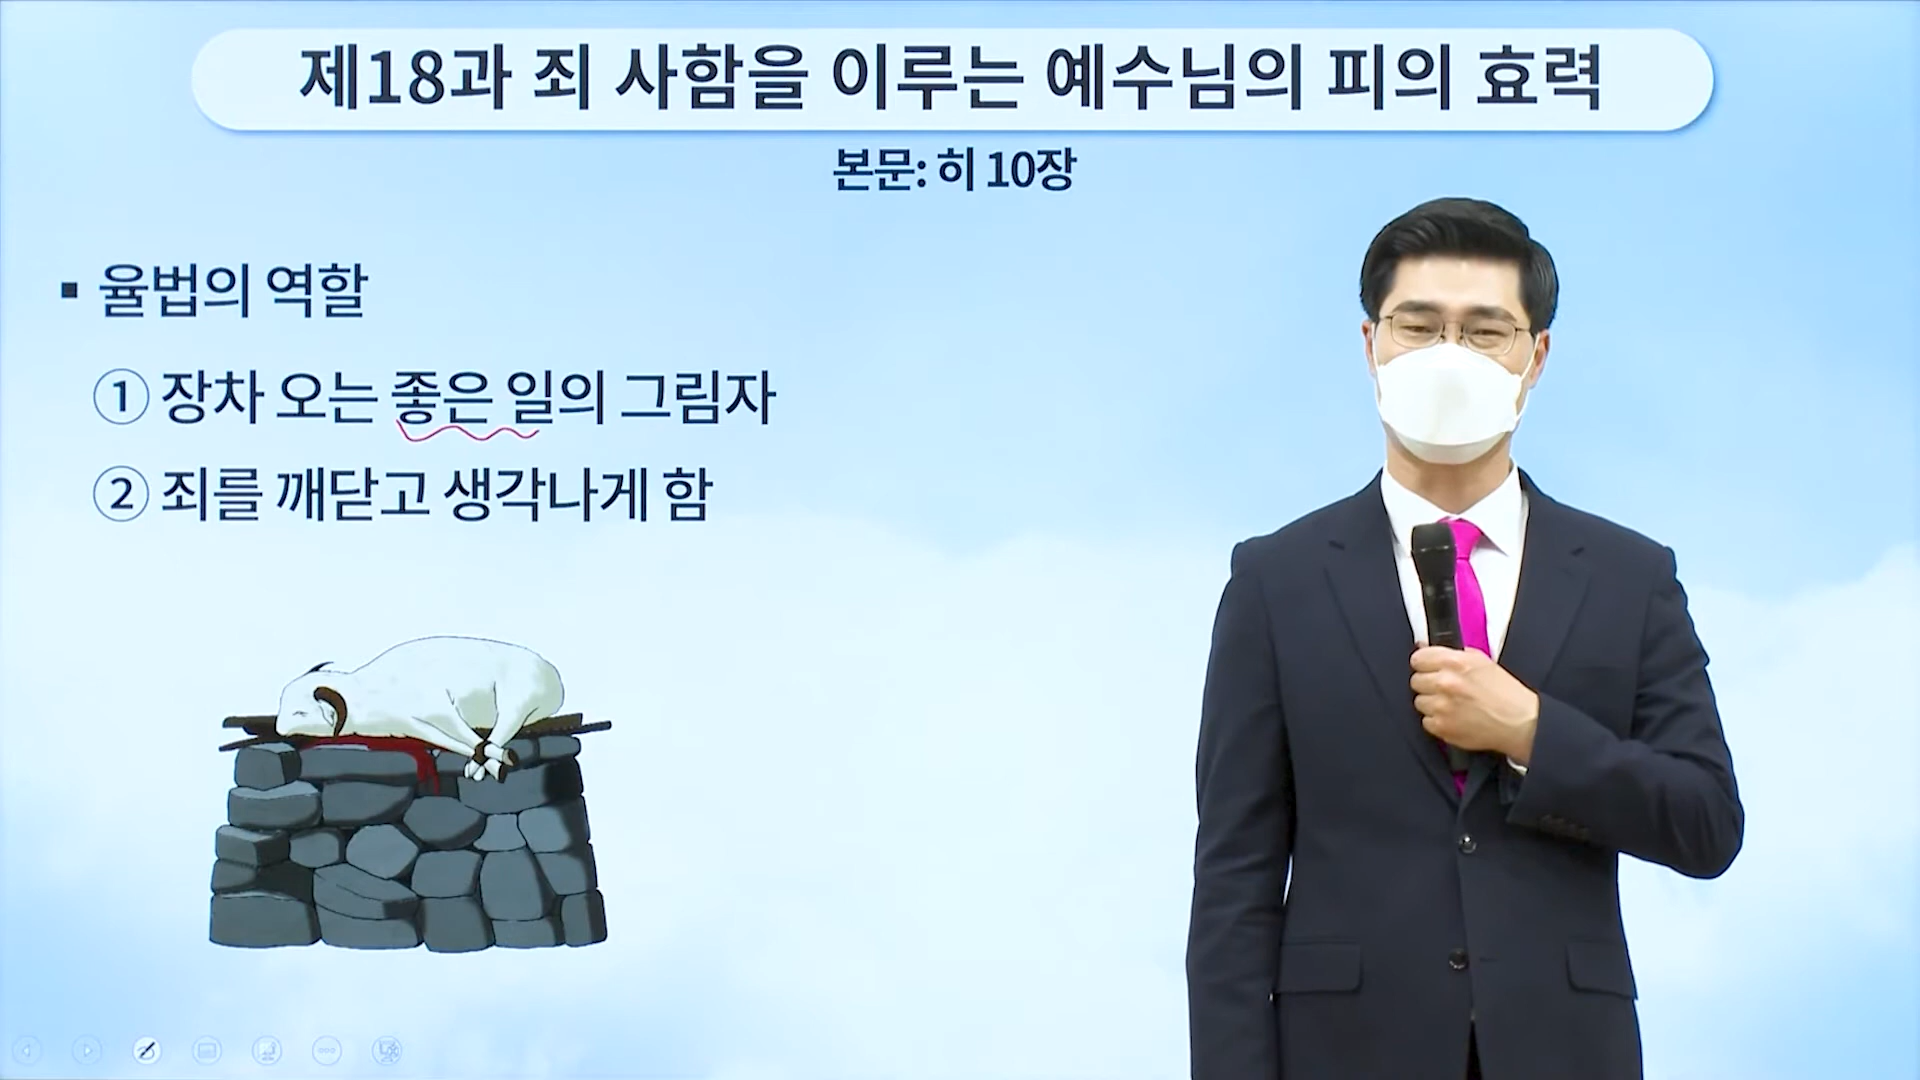 제18과 죄 사함을 이루는 예수님의 피의 효력
본문: 히 10장
▪ 율법의 역할
① 장차 오는 좋은 일의 그림자
② 죄를 깨닫고 생각나게 함